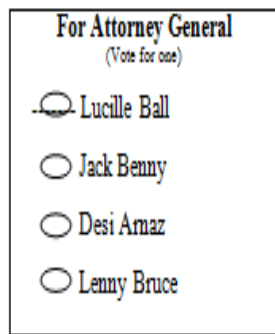 For Attorney General
(Vote for one)
Lucille Ball
Jack Benny
Desi Arnaz
Lenny Bruce